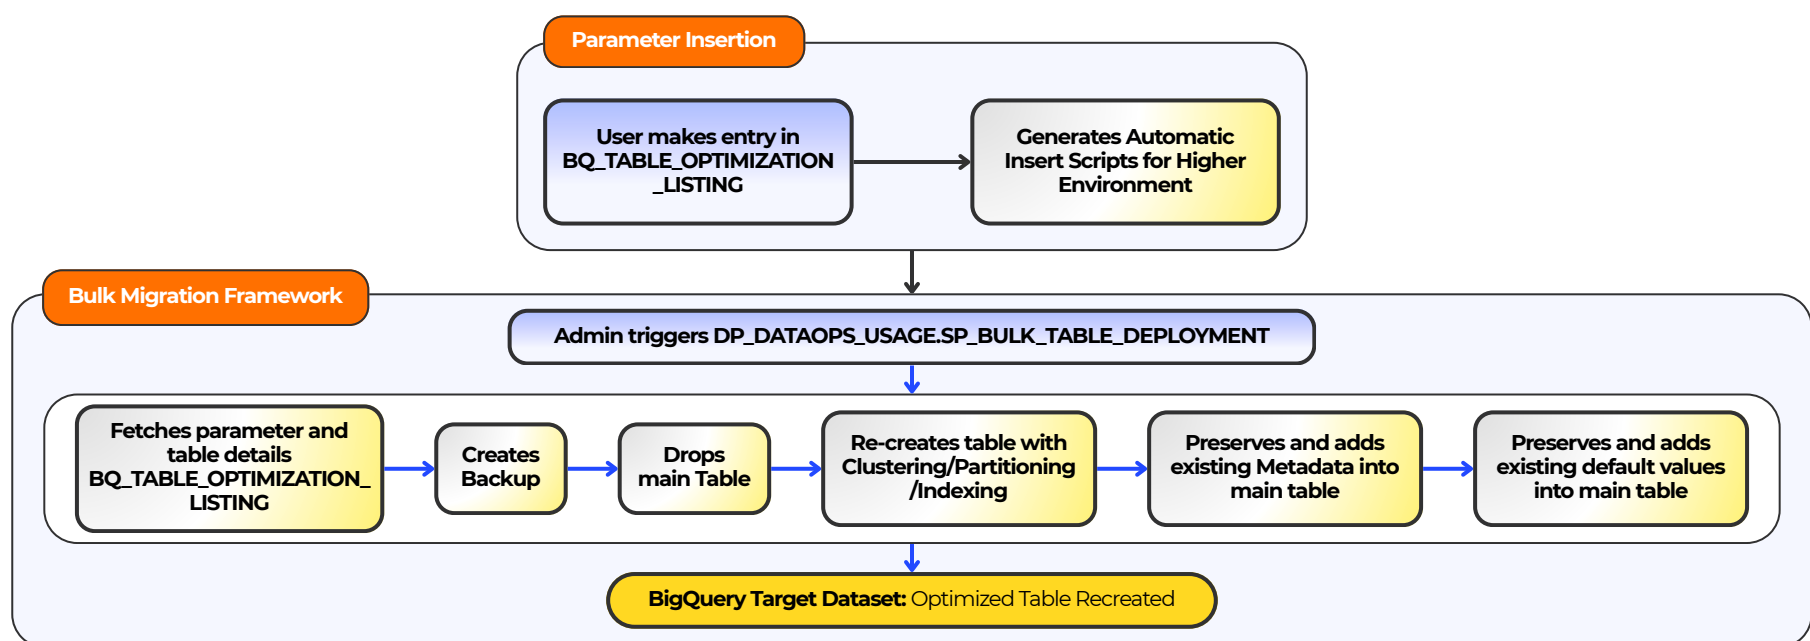 Parameter Insertion
User makes entry in
BQ_TABLE_OPTIMIZATION
_LISTING
Generates Automatic
Insert Scripts for Higher
Environment
Bulk Migration Framework
Admin triggers DP_DATAOPS_USAGE.SP_BULK_TABLE_DEPLOYMENT
Fetches parameter and
table details
BQ_TABLE_OPTIMIZATION_
LISTING
Creates
Backup
Drops
main Table
Re-creates table with
Clustering/Partitioning
/Indexing
Preserves and adds
existing Metadata into
main table
Preserves and adds
existing default values
into main table
BigQuery Target Dataset: Optimized Table Recreated